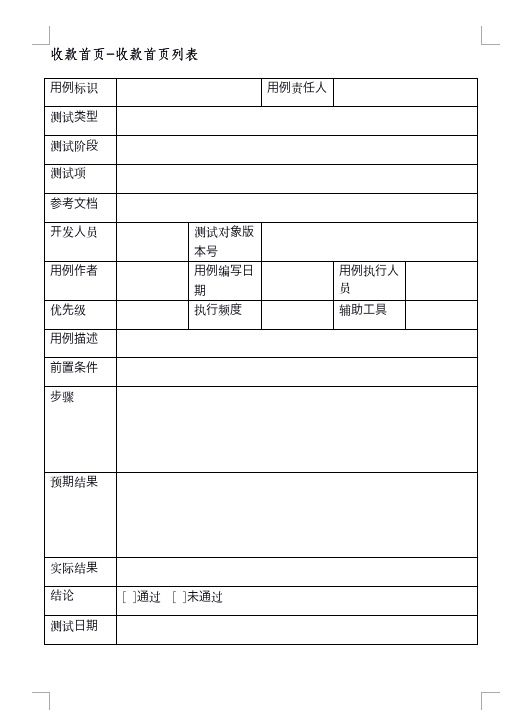 收款首页-收款首页列表
用例标识 用例责任人
测试类型
测试阶段
测试项
参考文档
开发人员 测试对象版
本号
用例作者 用例编写日
期 用例执行人
员
优先级 执行频度 辅助工具
用例描述
前置条件
步骤
预期结果
实际结果
结论 [ ]通过 [ ]未通过
测试日期